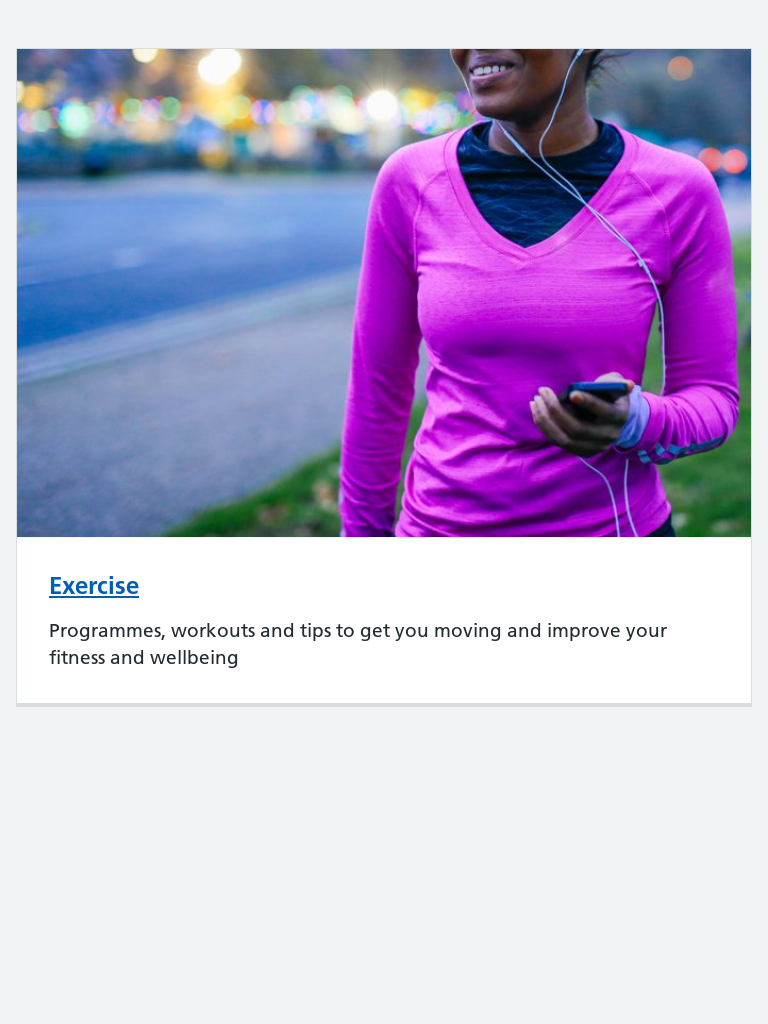 Exercise
Programmes, workouts and tips to get you moving and improve your
fitness and wellbeing